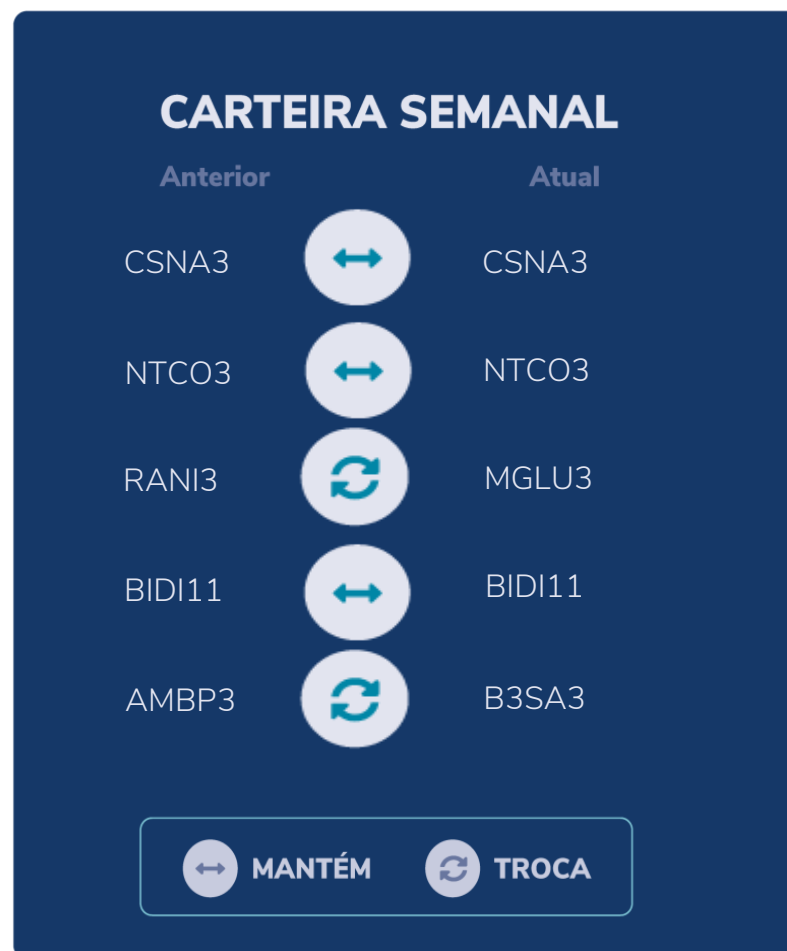 CARTEIRA SEMANAL
Anterior Atual
CSNA3 CSNA3
NTCO3 NTCO3
RANI3 MGLU3
BIDI11 BIDI11
AMBP3 B3SA3
MANTÉM TROCA